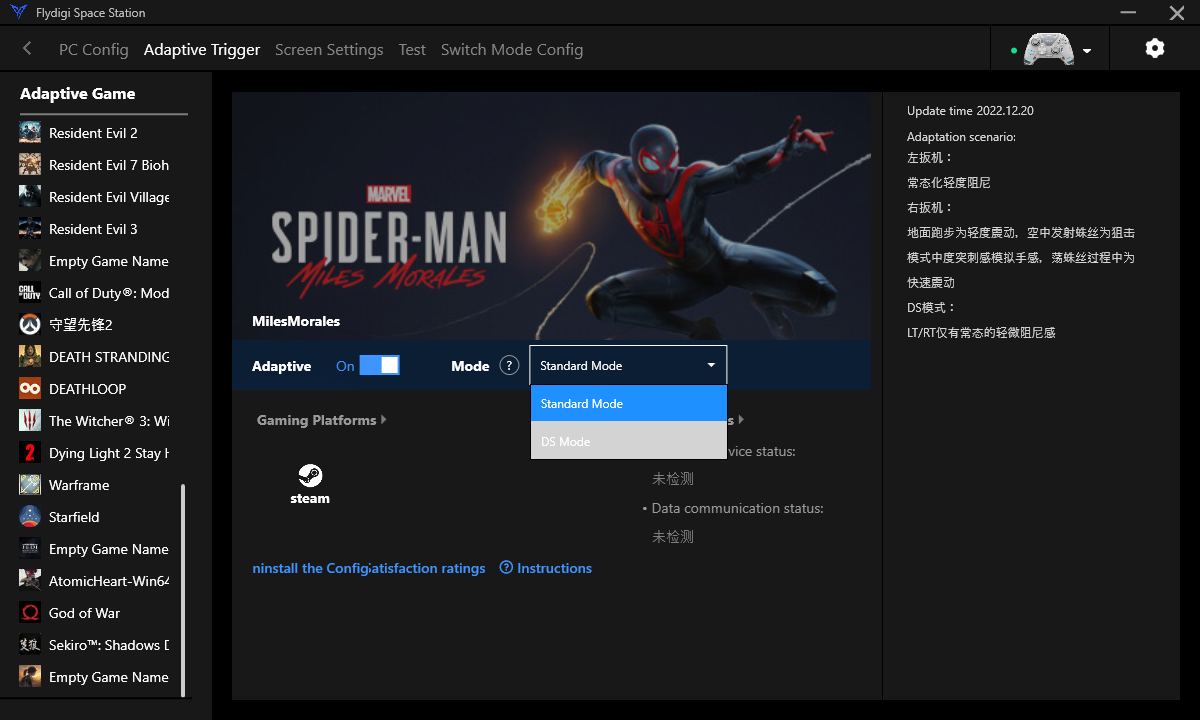 Flydigi Space Station
PC Config
Adaptive Trigger
Screen Settings
Test
Switch Mode Config
Adaptive Game
Resident Evil 2
Resident Evil 7 Bioh
Resident Evil Village
Resident Evil 3
Empty Game Name
CALL OF DUTY
Call of Duty®: Mod
守望先锋2
DEATH STRANDING
DEATHLOOP
The Witcher® 3: Wi
2
Dying Light 2 Stay H
Warframe
Starfield
Empty Game Name
AtomicHeart-Win64
God of War
Sekiro™: Shadows D
Empty Game Name
MARVEL
SPIDER-MAN
MILES MORALES
MilesMorales
Adaptive On Mode ? Standard Mode
Standard Mode
DS Mode
Gaming Platforms
s
steam
vice status:
未检测
• Data communication status:
未检测
ninstall the Config
atisfaction ratings
? Instructions
Update time 2022.12.20
Adaptation scenario:
左扳机：
常态化轻度阻尼
右扳机：
地面跑步为轻度震动，空中发射蛛丝为狙击
模式中度突刺感模拟手感，荡蛛丝过程中为
快速震动
DS模式：
LT/RT仅有常态的轻微阻尼感